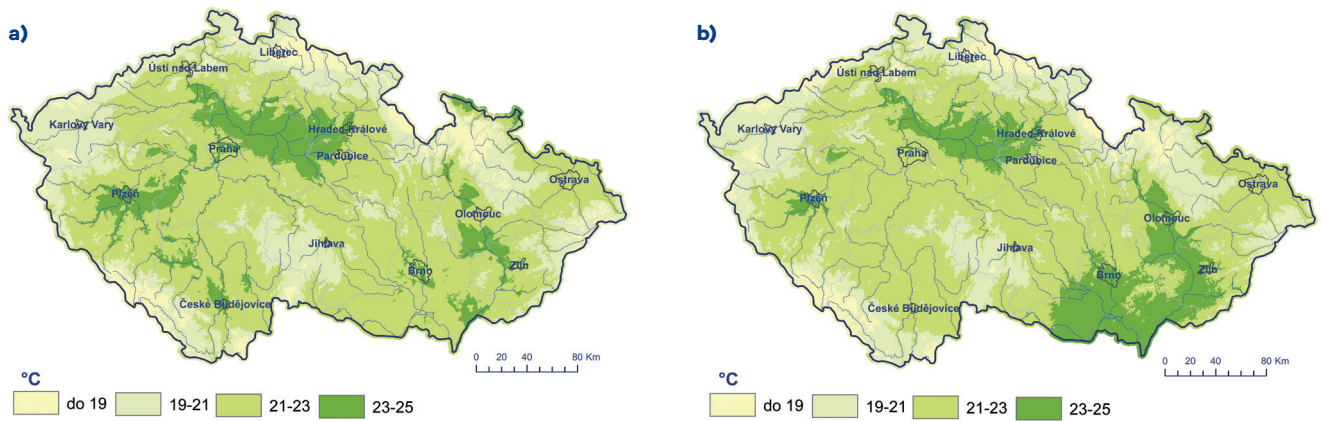 a)
Liberec
Ústí nad Labem
Karlovy Vary
Hradec-Králové
Praha
Pardubice
Plzeň
Ostrava
Olomouc
Jihlava
Brno
Zlín
České Budějovice
0 20 40 80 Km
°C
do 19 19-21 21-23 23-25
b)
Liberec
Ústí nad Labem
Karlovy Vary
Hradec-Králové
Praha
Pardubice
Plzeň
Ostrava
Olomouc
Jihlava
Brno
Zlín
České Budějovice
0 20 40 80 Km
°C
do 19 19-21 21-23 23-25